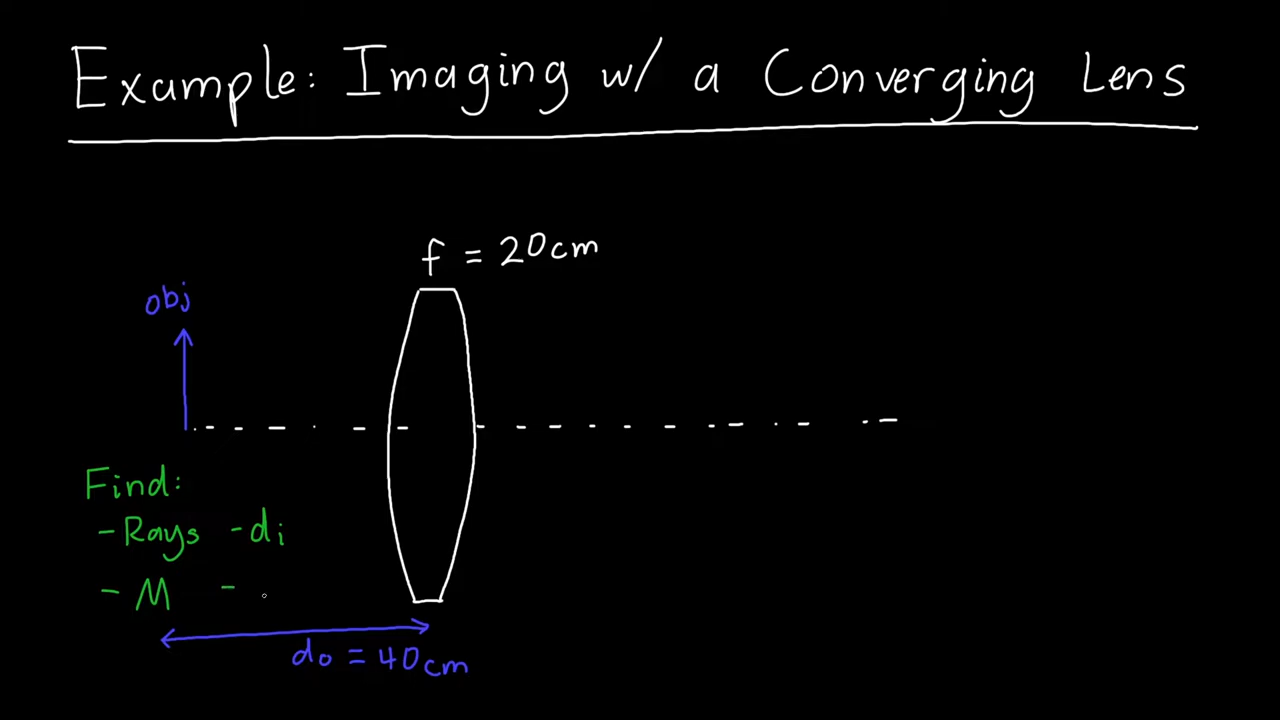 Example: Imaging w/ a Converging Lens
f = 20cm
obj
Find:
- Rays - di
- M -
do = 40cm